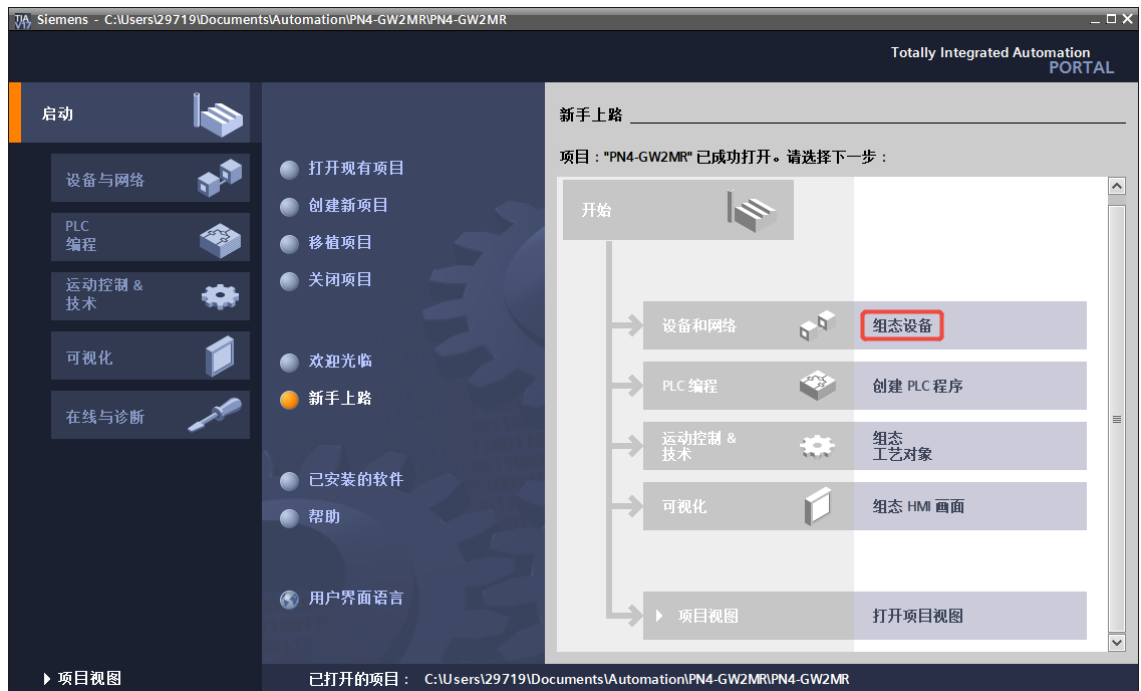 Siemens - C:\Users\29719\Documents\Automation\PN4-GW2MR\PN4-GW2MR
Totally Integrated Automation
PORTAL
启动
设备与网络
PLC
编程
运动控制 &
技术
可视化
在线与诊断
打开现有项目
创建新项目
移植项目
关闭项目
欢迎光临
新手上路
已安装的软件
帮助
用户界面语言
新手上路
项目："PN4-GW2MR" 已成功打开。请选择下一步：
开始
设备和网络
组态设备
PLC 编程
创建 PLC 程序
运动控制 &
技术
组态
工艺对象
可视化
组态 HMI 画面
项目视图
打开项目视图
项目视图
已打开的项目： C:\Users\29719\Documents\Automation\PN4-GW2MR\PN4-GW2MR